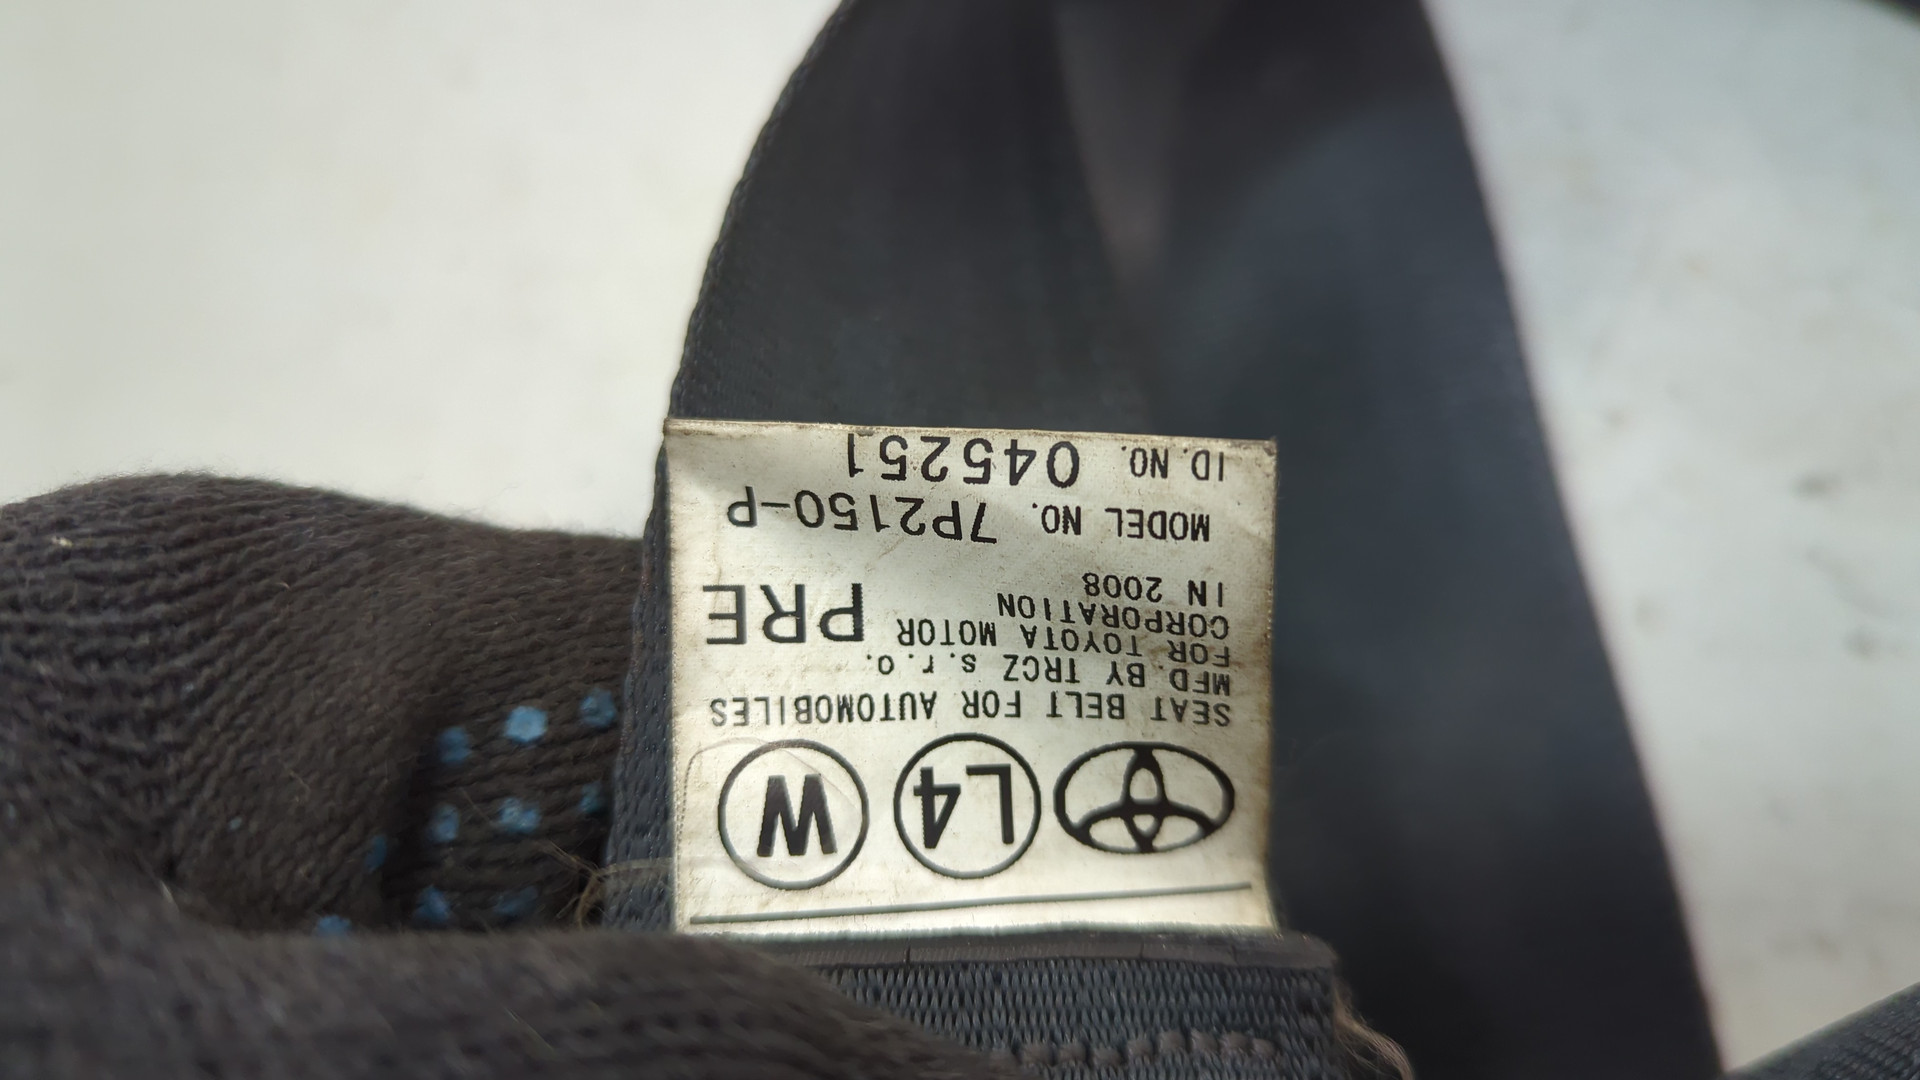 L4 W
SEAT BELT FOR AUTOMOBILES
MFD. BY TRCZ s.r.o.
FOR TOYOTA MOTOR
CORPORATION
IN 2008
PRE
MODEL NO. 7P2150-P
ID.NO. 045251